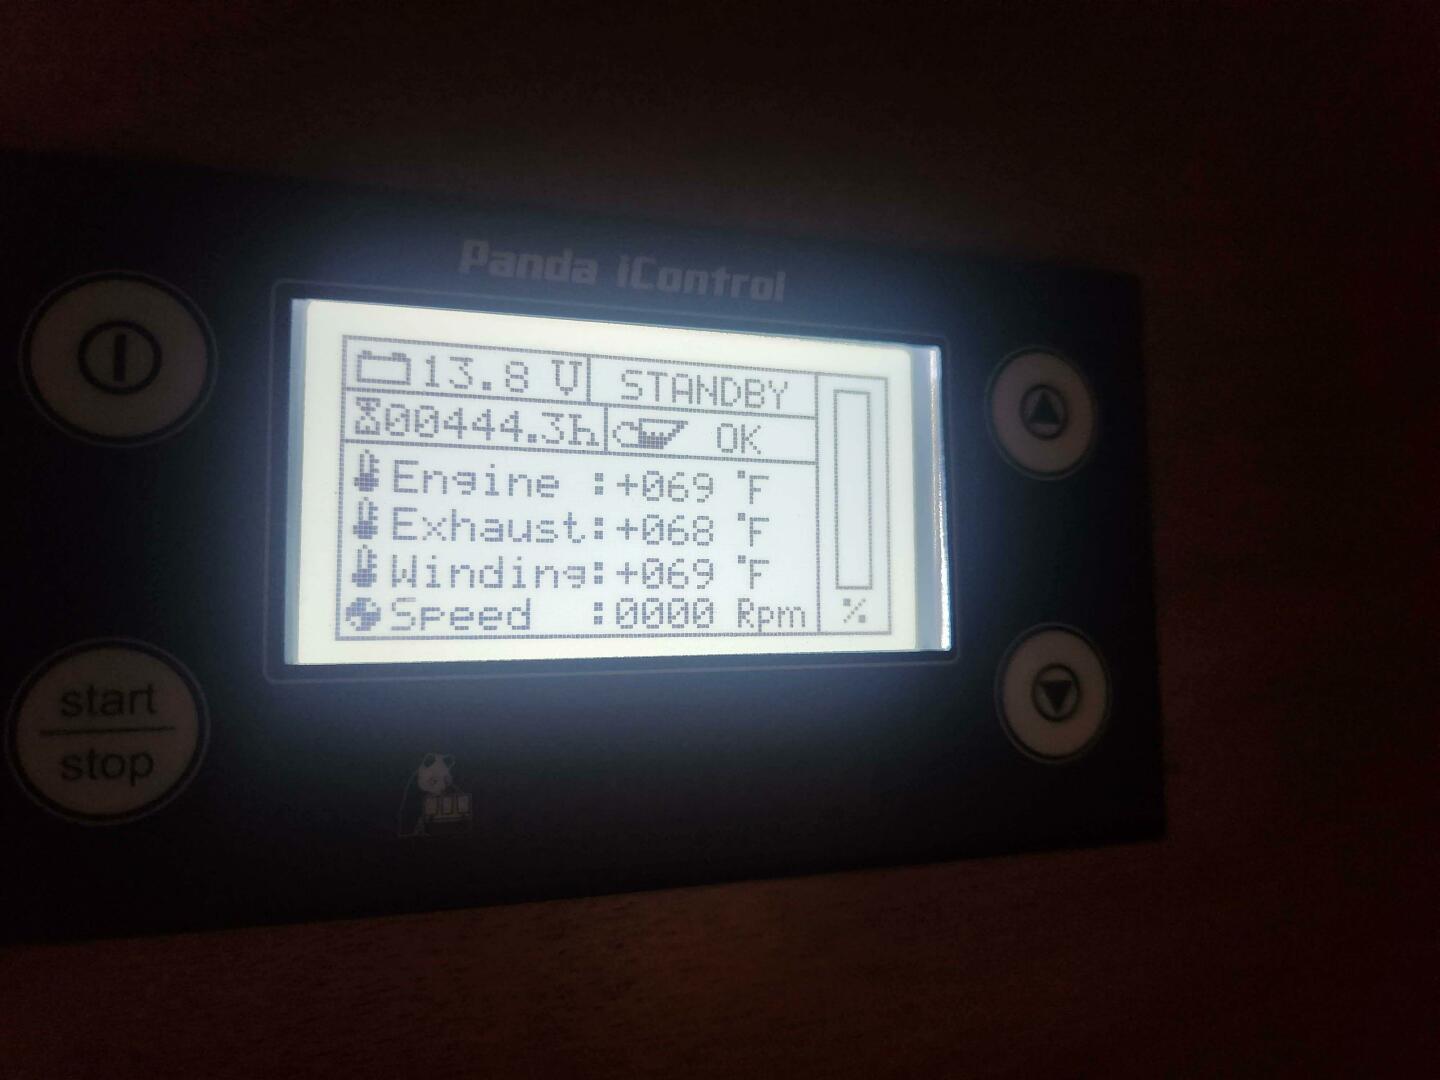 Panda iControl
13.8 V STANDBY
00444.3h OK
Engine :+069 °F
Exhaust:+068 °F
Winding:+069 °F
Speed :0000 Rpm %
start
stop